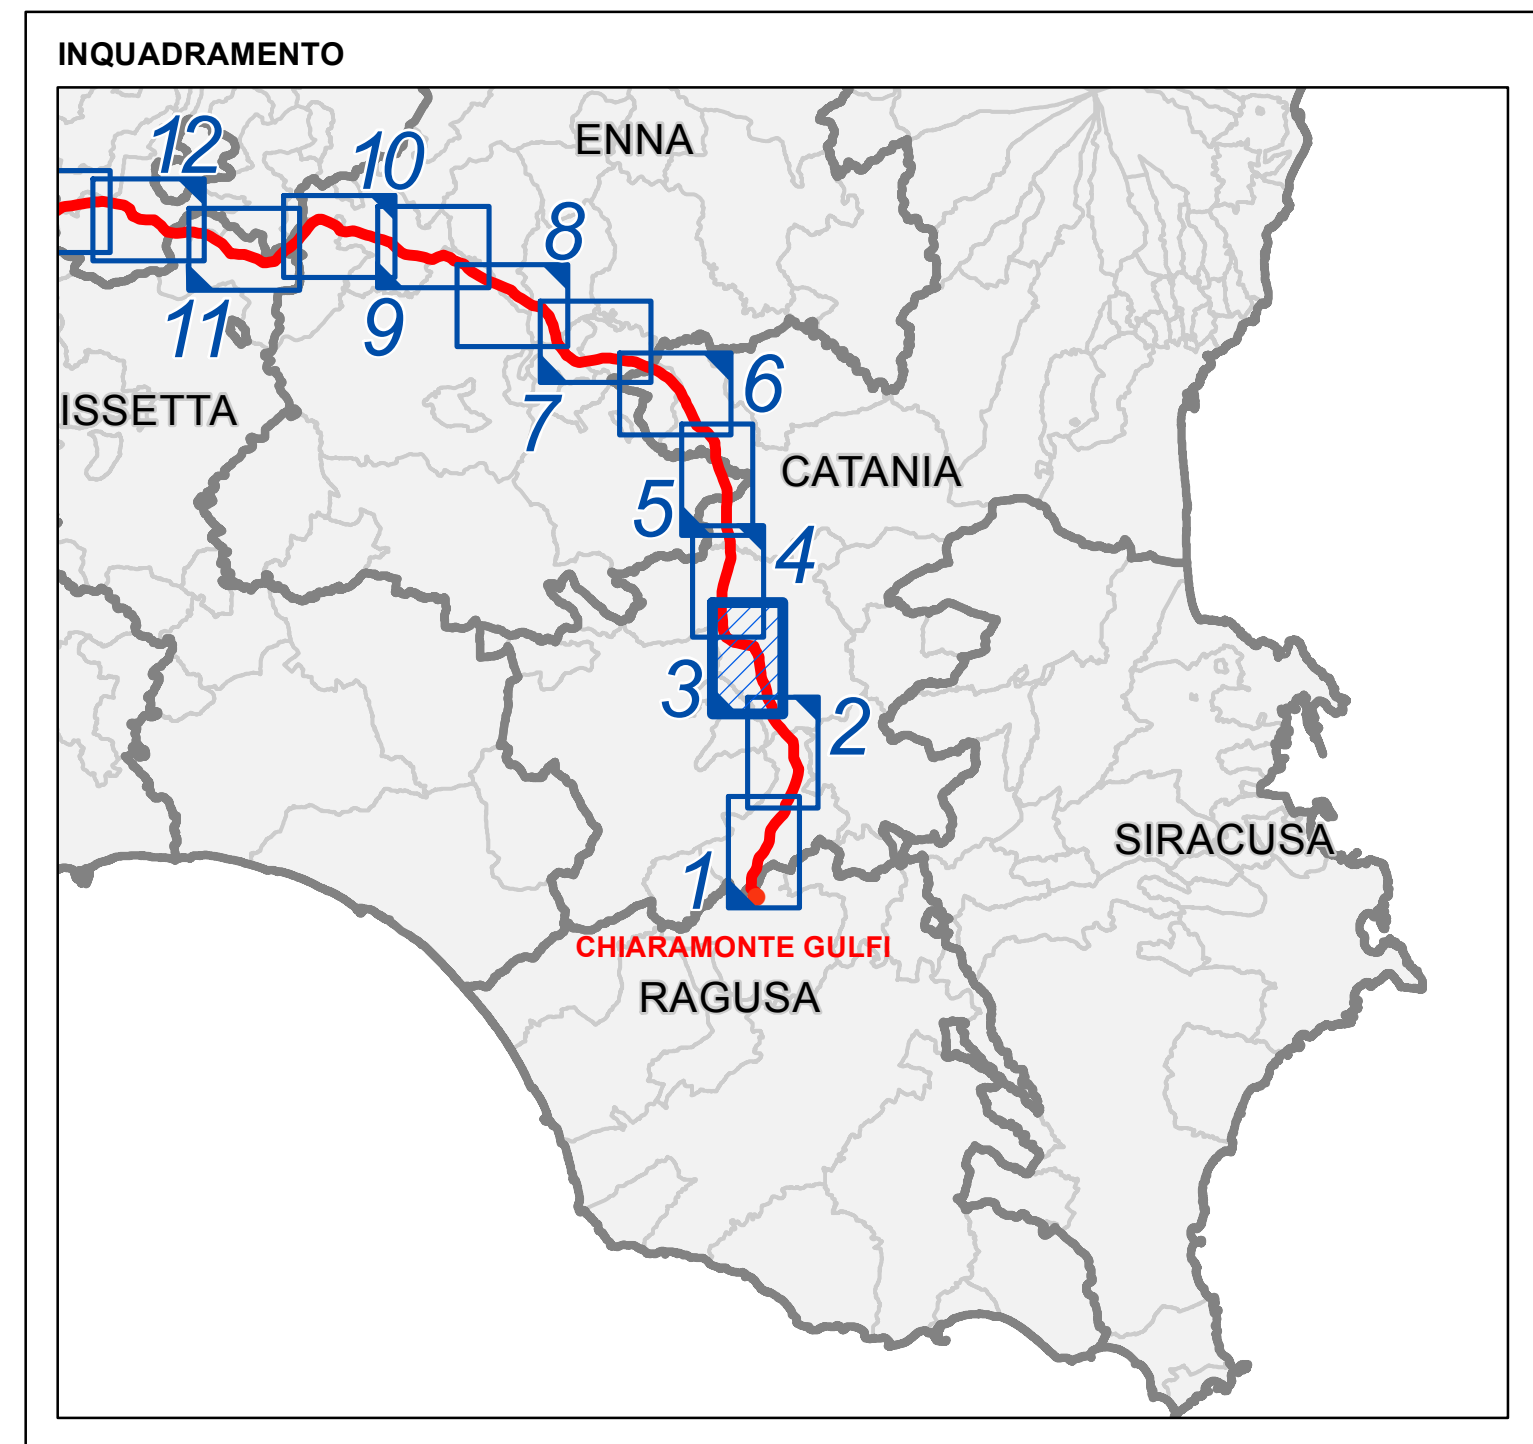 INQUADRAMENTO
12
10
ENNA
8
11
9
6
ISSETTA
7
CATANIA
5
4
3
2
SIRACUSA
1
CHIARAMONTE GULFI
RAGUSA